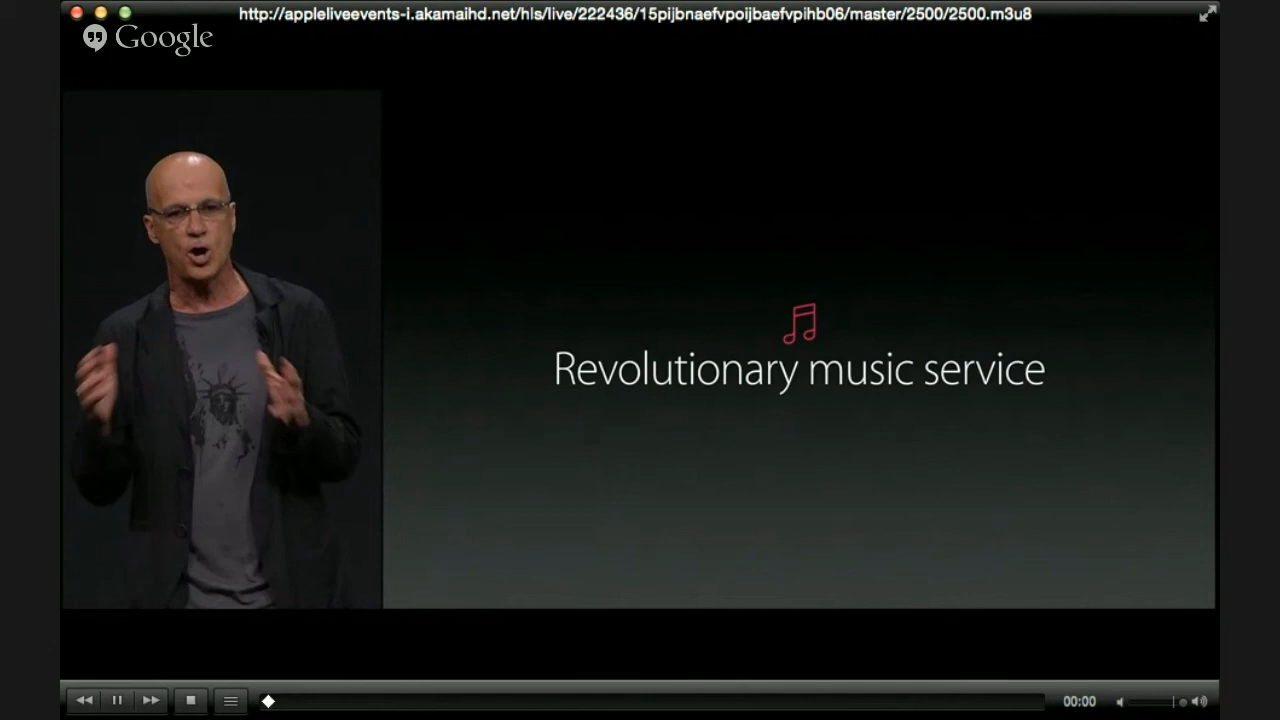 http://appleliveevents-i.akamaihd.net/hls/live/222436/15pijbnaefvpoijbaefvpihb06/master/2500/2500.m3u8
Google
Revolutionary music service
00:00